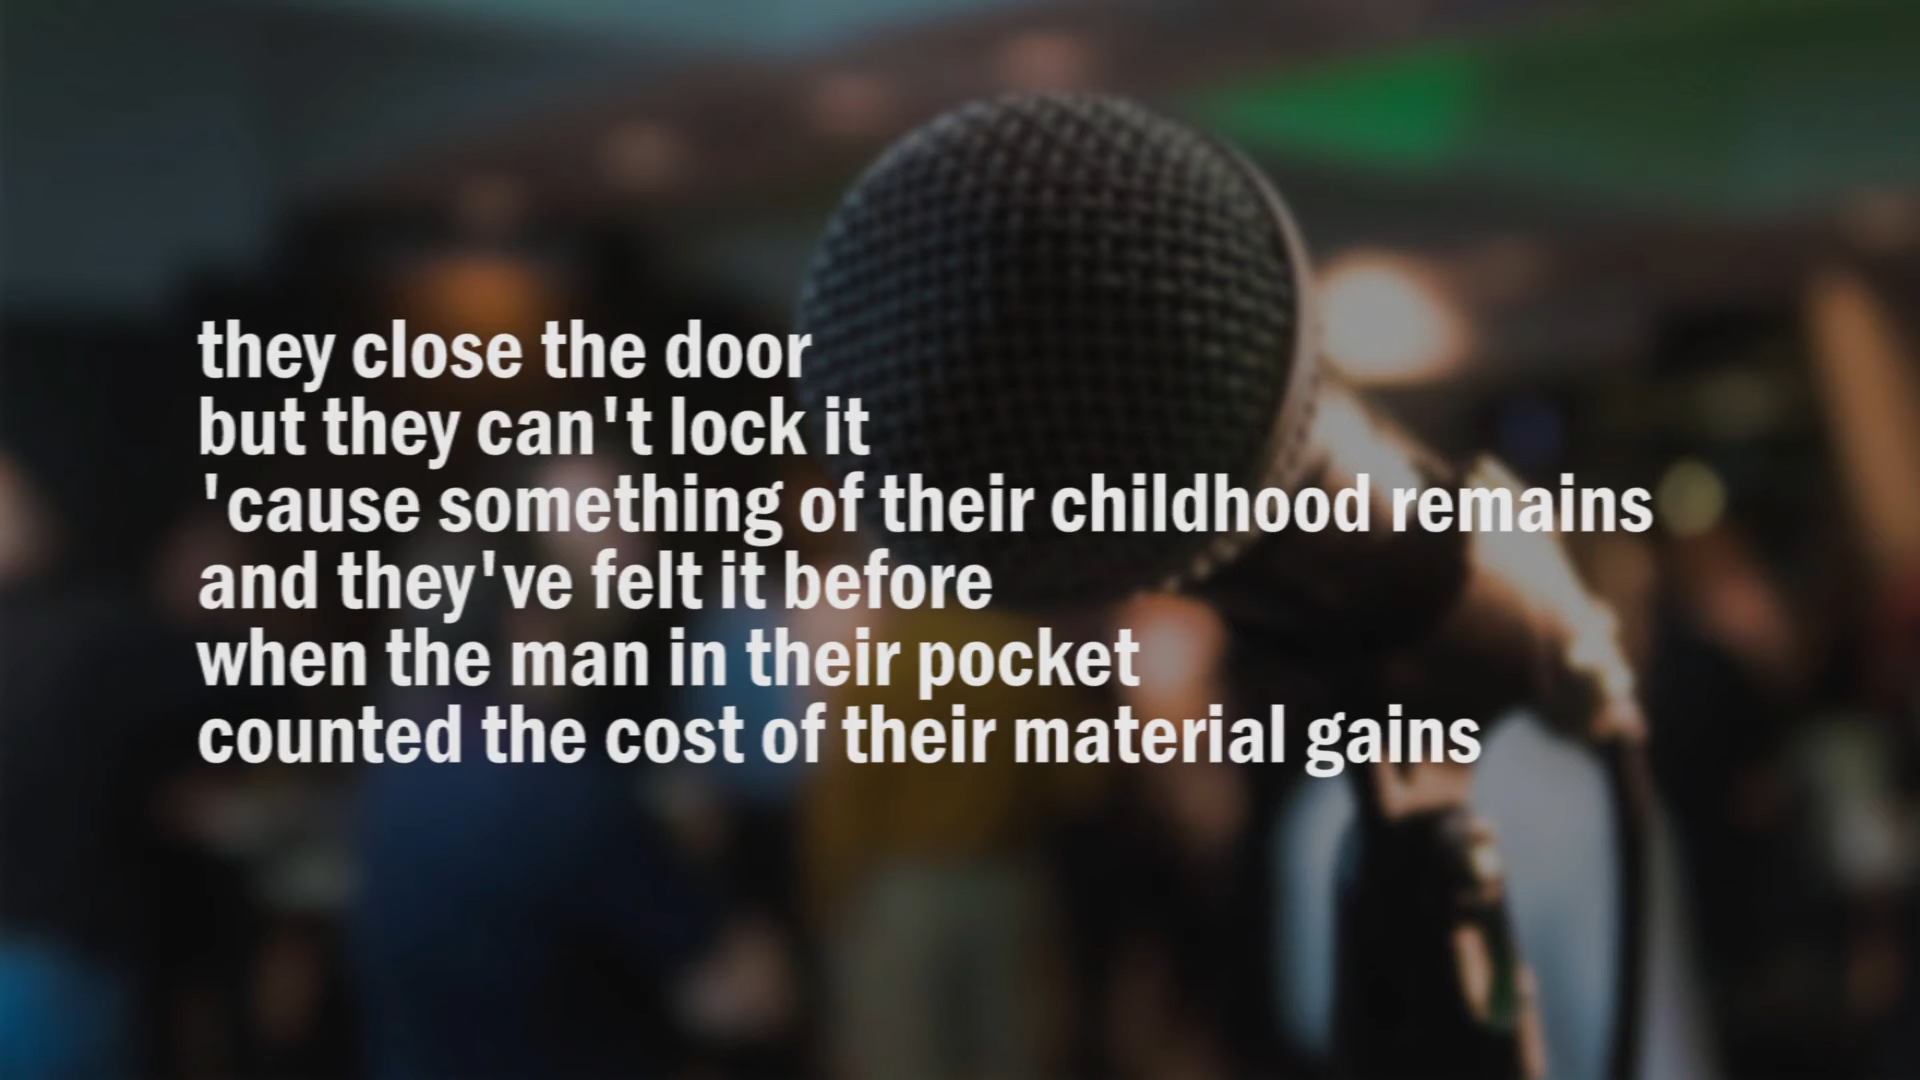 they close the door
but they can't lock it
'cause something of their childhood remains
and they've felt it before
when the man in their pocket
counted the cost of their material gains